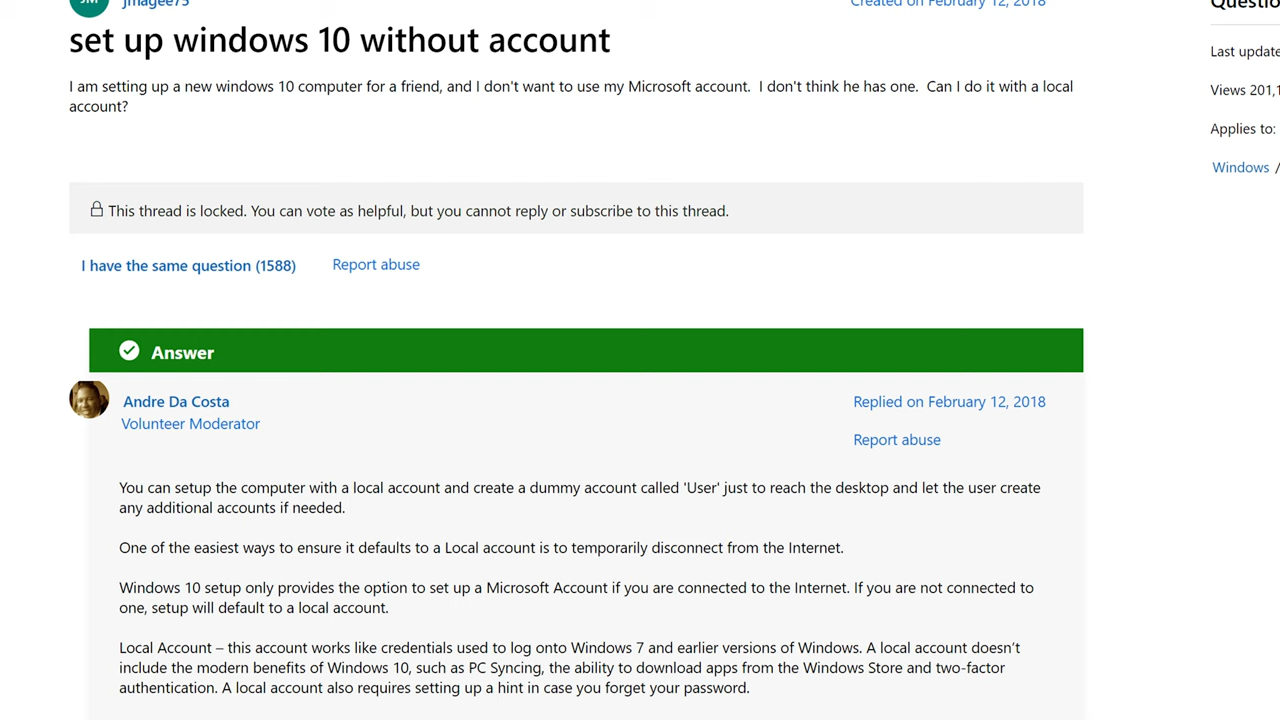 JM
jmagee75
Created on February 12, 2018
set up windows 10 without account
I am setting up a new windows 10 computer for a friend, and I don't want to use my Microsoft account.  I don't think he has one.  Can I do it with a local
account?
This thread is locked. You can vote as helpful, but you cannot reply or subscribe to this thread.
I have the same question (1588)
Report abuse
Answer
Andre Da Costa
Volunteer Moderator
Replied on February 12, 2018
Report abuse
You can setup the computer with a local account and create a dummy account called 'User' just to reach the desktop and let the user create
any additional accounts if needed.
One of the easiest ways to ensure it defaults to a Local account is to temporarily disconnect from the Internet.
Windows 10 setup only provides the option to set up a Microsoft Account if you are connected to the Internet. If you are not connected to
one, setup will default to a local account.
Local Account – this account works like credentials used to log onto Windows 7 and earlier versions of Windows. A local account doesn’t
include the modern benefits of Windows 10, such as PC Syncing, the ability to download apps from the Windows Store and two-factor
authentication. A local account also requires setting up a hint in case you forget your password.
Questio
Last update
Views 201,1
Applies to:
Windows /